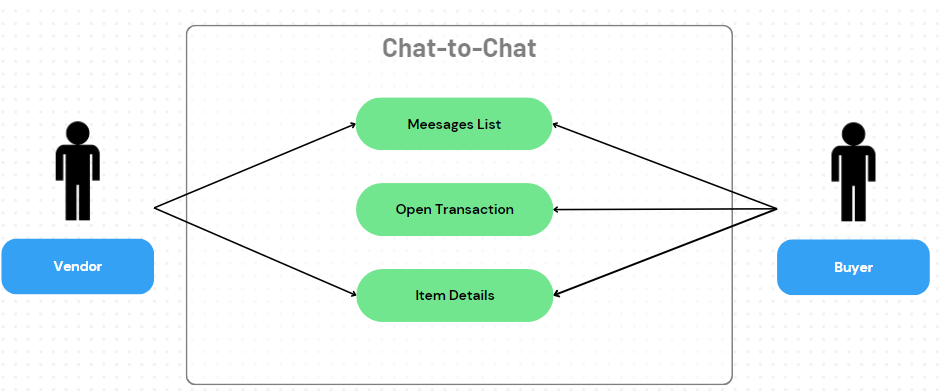 Chat-to-Chat
Meesages List
Open Transaction
Item Details
Vendor
Buyer